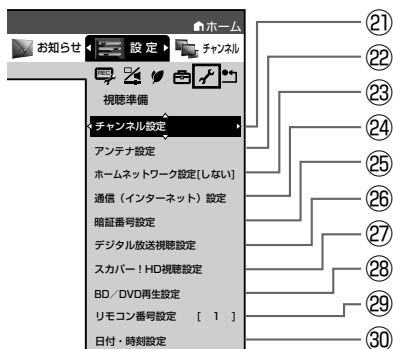 ホーム
お知らせ 設定 チャンネル
REC
視聴準備
チャンネル設定 ㉑
アンテナ設定 ㉒
ホームネットワーク設定[しない] ㉓
通信（インターネット）設定 ㉔
暗証番号設定 ㉕
デジタル放送視聴設定 ㉖
スカパー！HD視聴設定 ㉗
BD／DVD再生設定 ㉘
リモコン番号設定 [ 1 ] ㉙
日付・時刻設定 ㉚